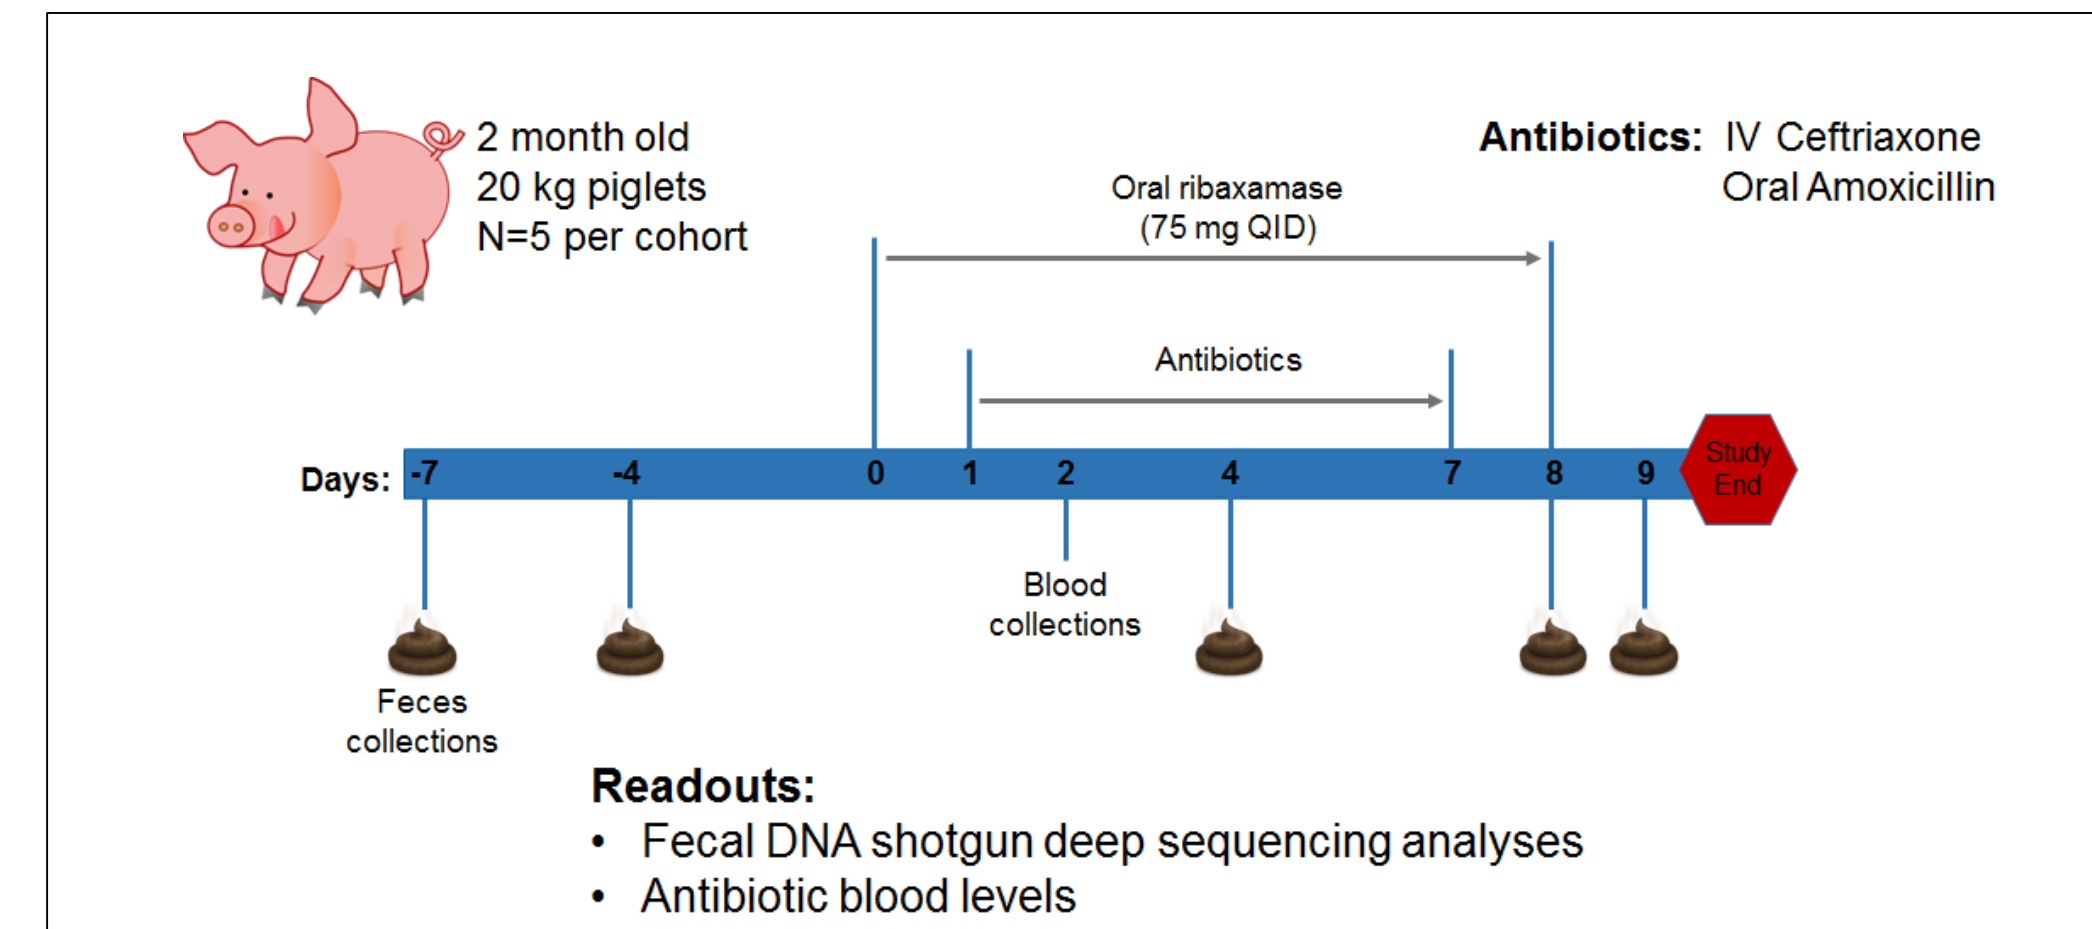 2 month old
20 kg piglets
N=5 per cohort
Antibiotics: IV Ceftriaxone
Oral Amoxicillin
Oral ribaxamase
(75 mg QID)
Antibiotics
Days: -7 -4 0 1 2 4 7 8 9
Study
End
Blood
collections
Feces
collections
Readouts:
• Fecal DNA shotgun deep sequencing analyses
• Antibiotic blood levels